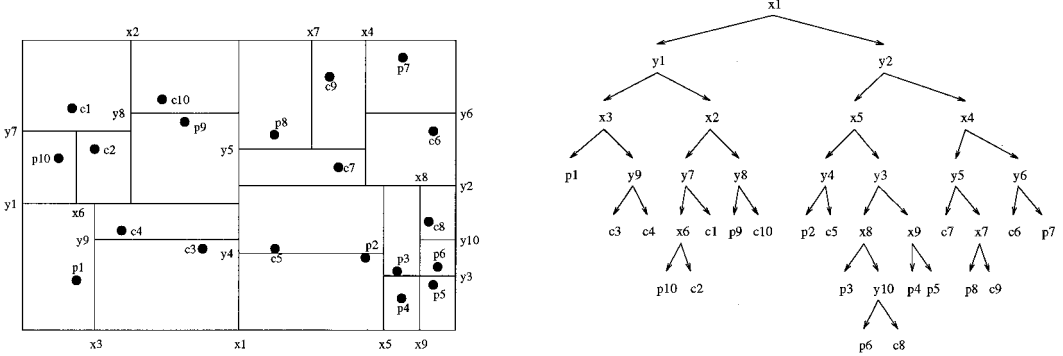 x2 x7 x4
p7
c9
c10
c1
y8 y6
p9
p8
c6
y7
y5
c2
p10 c7
x8
y2
y1
x6
c8
c4
y9 y10
c3 y4 p2
c5 p3 p6
y3
p1
p5
p4
x3 x1 x5 x9
x1
y1 y2
x3 x2 x5 x4
p1 y9 y7 y8 y4 y3 y5 y6
c3 c4 x6 c1 p9 c10 p2 c5 x8 x9 c7 x7 c6 p7
p10 c2 p3 y10 p4 p5 p8 c9
p6 c8